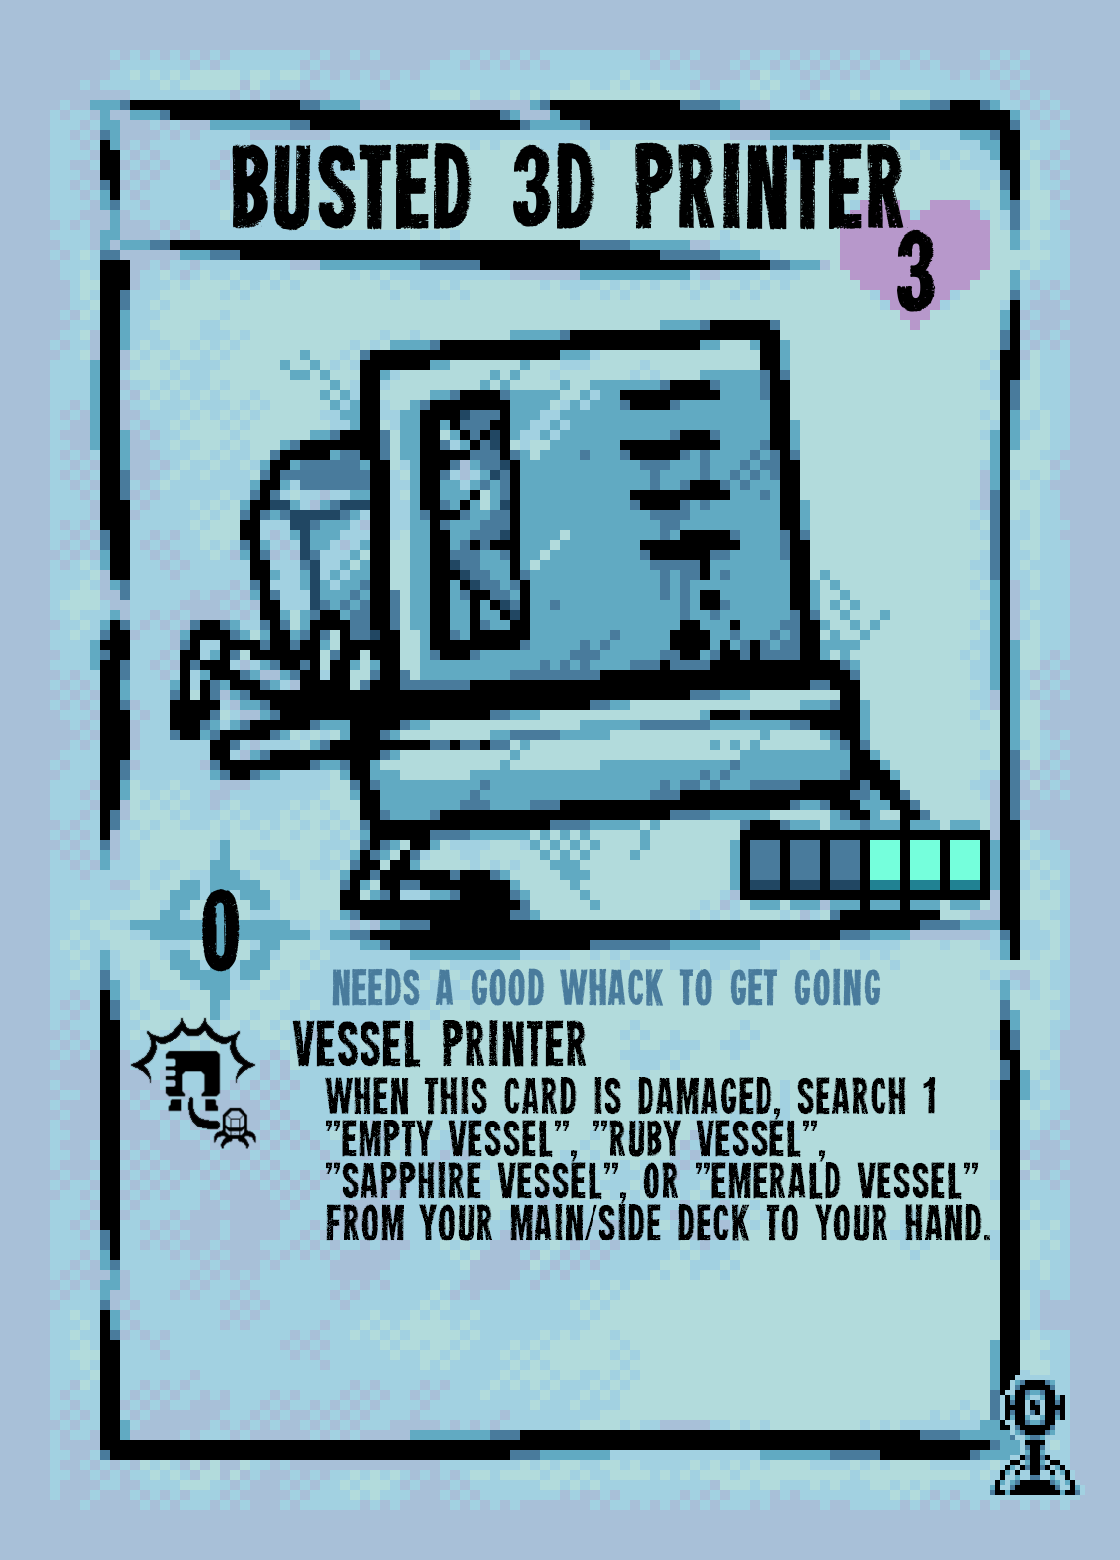 BUSTED 3D PRINTER
3
0
NEEDS A GOOD WHACK TO GET GOING
VESSEL PRINTER
WHEN THIS CARD IS DAMAGED, SEARCH 1
"EMPTY VESSEL", "RUBY VESSEL",
"SAPPHIRE VESSEL", OR "EMERALD VESSEL"
FROM YOUR MAIN/SIDE DECK TO YOUR HAND.